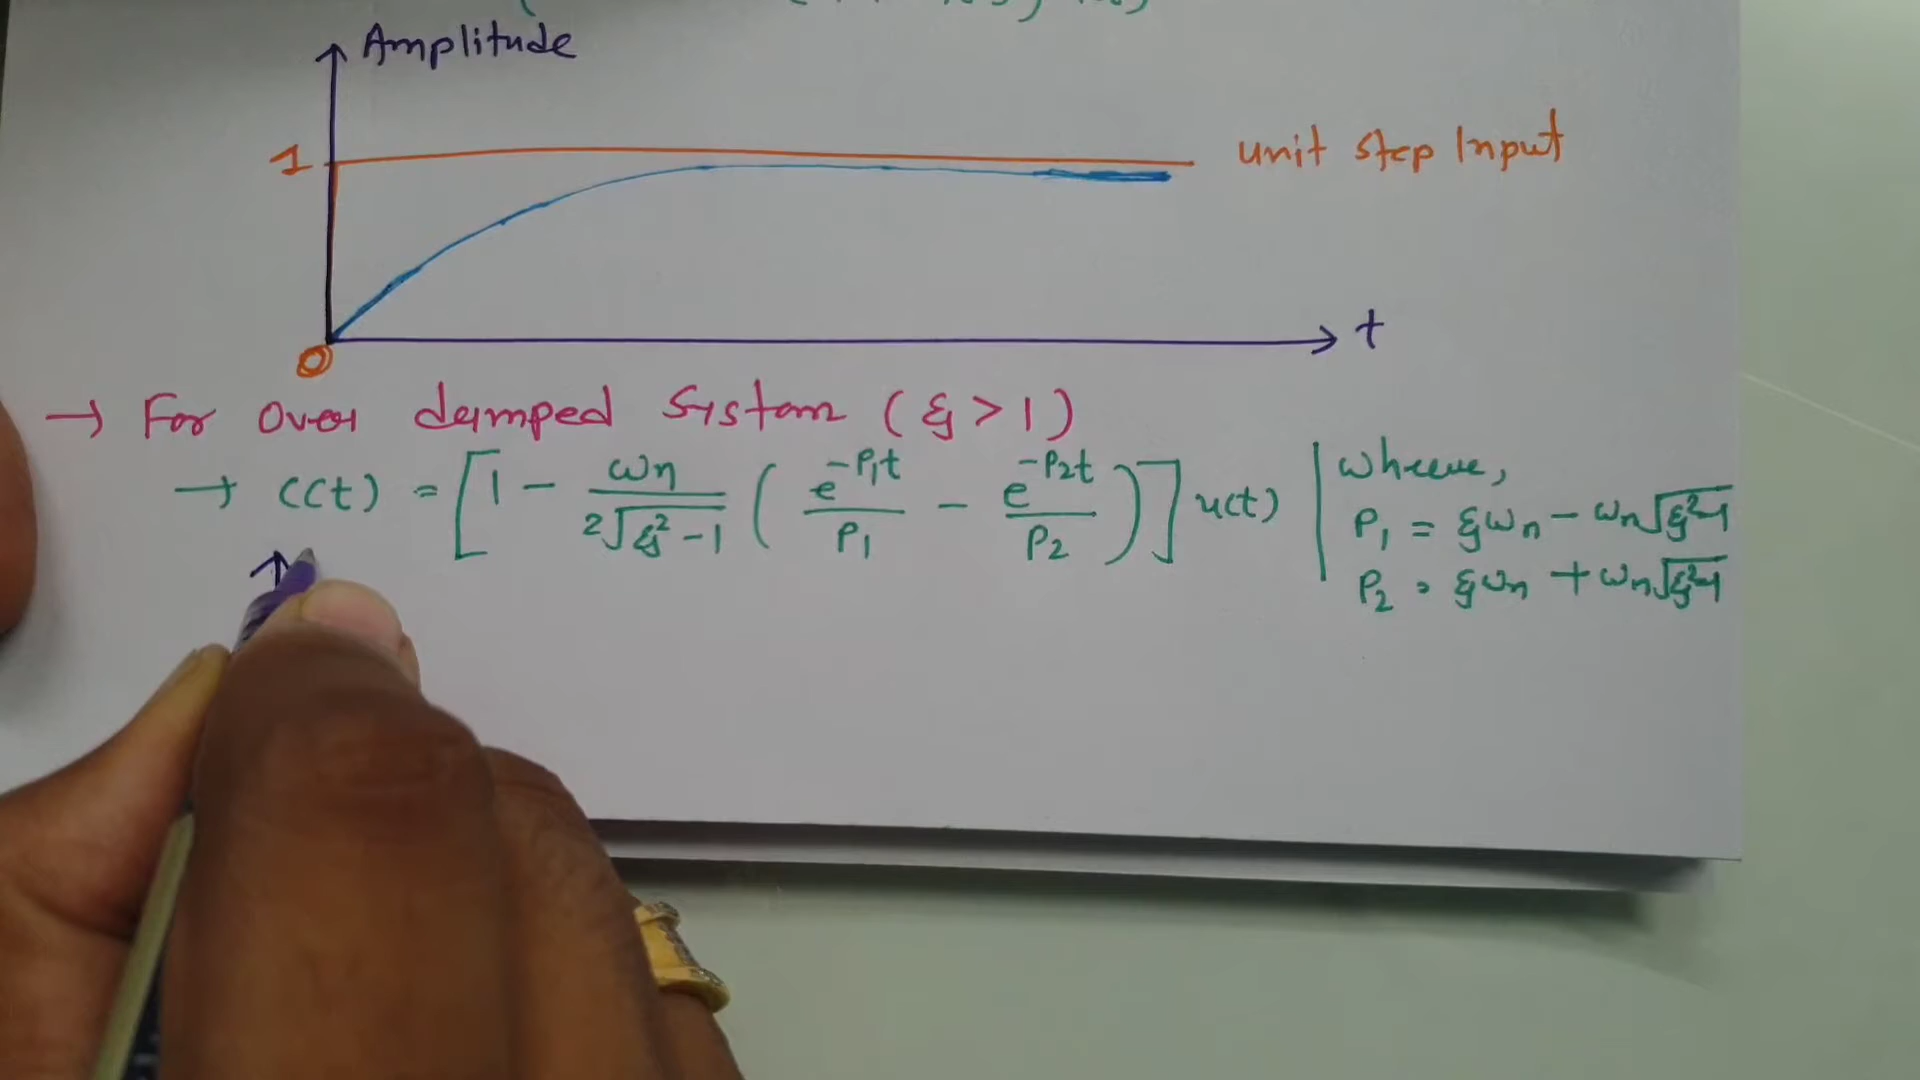 Amplitude
1
unit step Input
0
t
→ For over damped System (ξ > 1)
→ C(t) = [1 - ωn / 2√ξ² - 1 ( e^-P₁t / P₁ - e^-P₂t / P₂ )] u(t)
where,
P₁ = ξωn - ωn√ξ²-1
P₂ = ξωn + ωn√ξ²-1